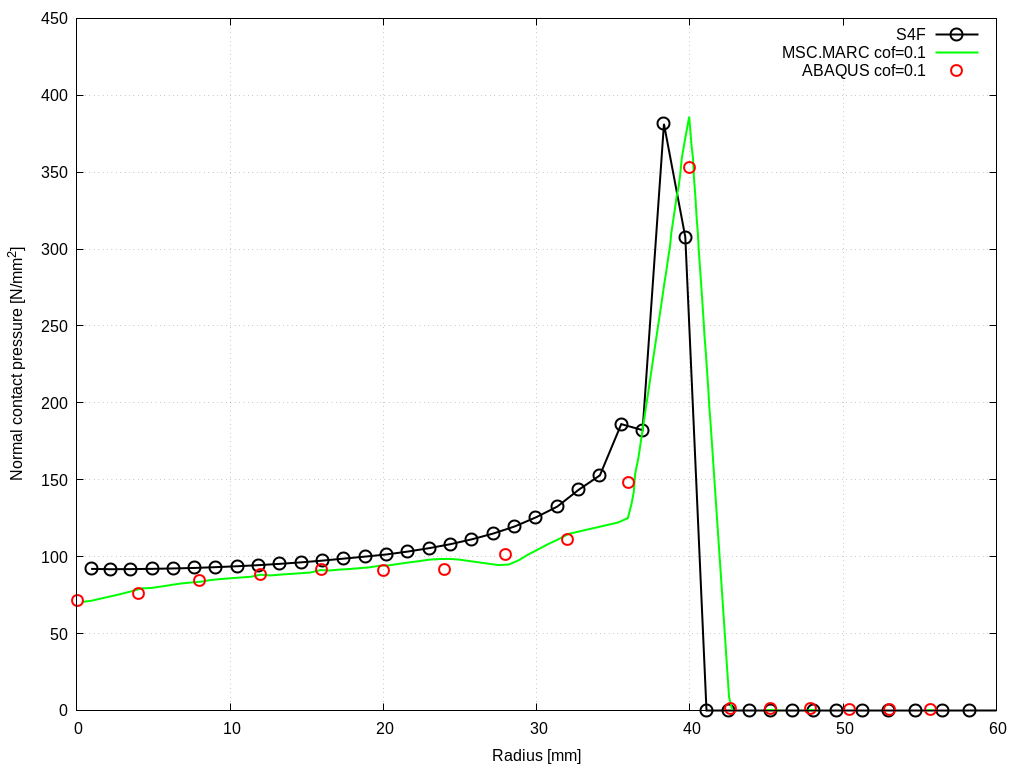 450
400
350
300
250
200
150
100
50
0
0 10 20 30 40 50 60
Normal contact pressure [N/mm²]
Radius [mm]
S4F
MSC.MARC cof=0.1
ABAQUS cof=0.1